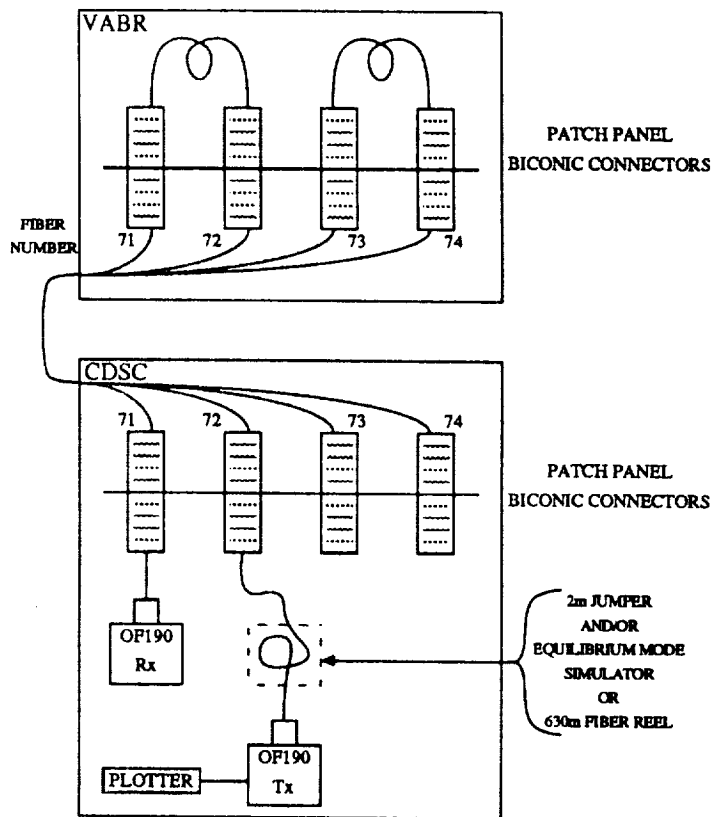 VABR
PATCH PANEL
BICONIC CONNECTORS
FIBER
NUMBER
71
72
73
74
CDSC
71
72
73
74
PATCH PANEL
BICONIC CONNECTORS
OF190
Rx
2m JUMPER
AND/OR
EQUILIBRIUM MODE
SIMULATOR
OR
630m FIBER REEL
OF190
Tx
PLOTTER